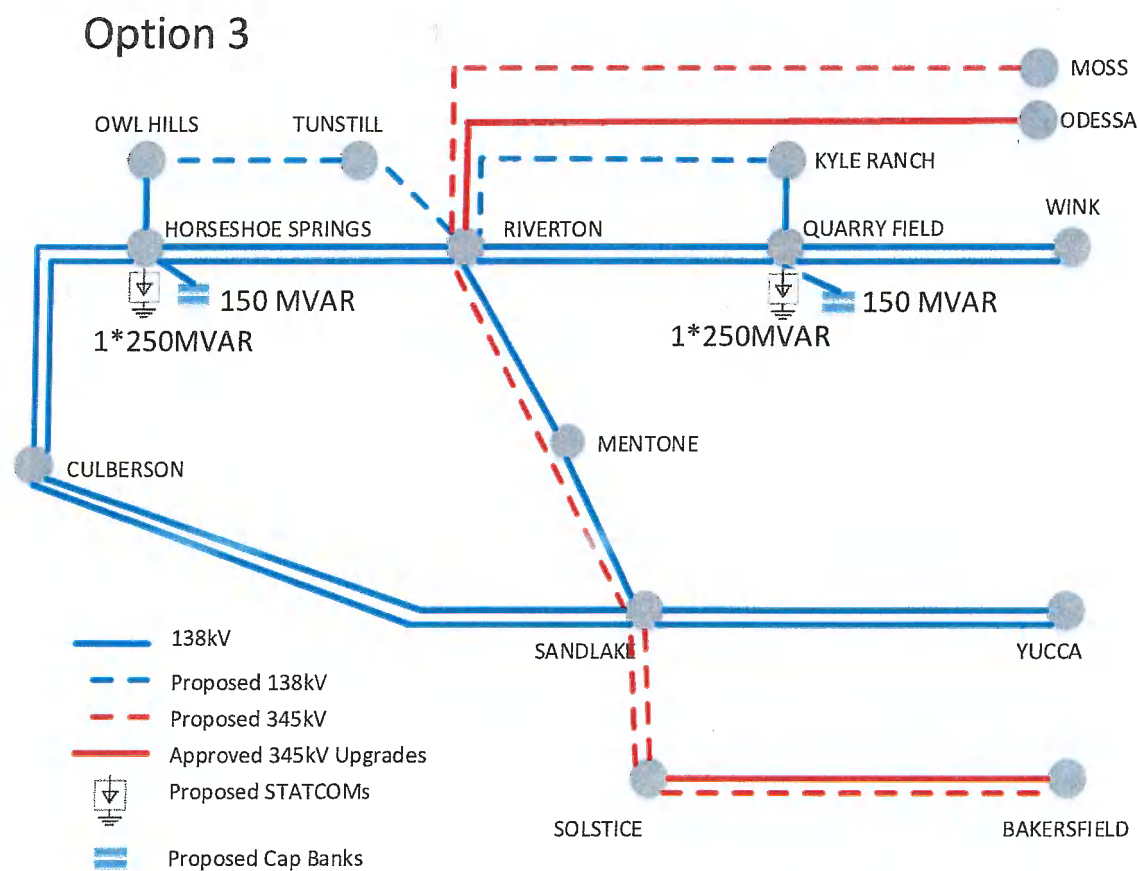 Option 3
MOSS
ODESSA
OWL HILLS
TUNSTILL
KYLE RANCH
WINK
HORSESHOE SPRINGS
RIVERTON
QUARRY FIELD
150 MVAR
150 MVAR
1*250MVAR
1*250MVAR
MENTONE
CULBERSON
138kV
SANDLAKE
YUCCA
Proposed 138kV
Proposed 345kV
Approved 345kV Upgrades
Proposed STATCOMs
SOLSTICE
BAKERSFIELD
Proposed Cap Banks